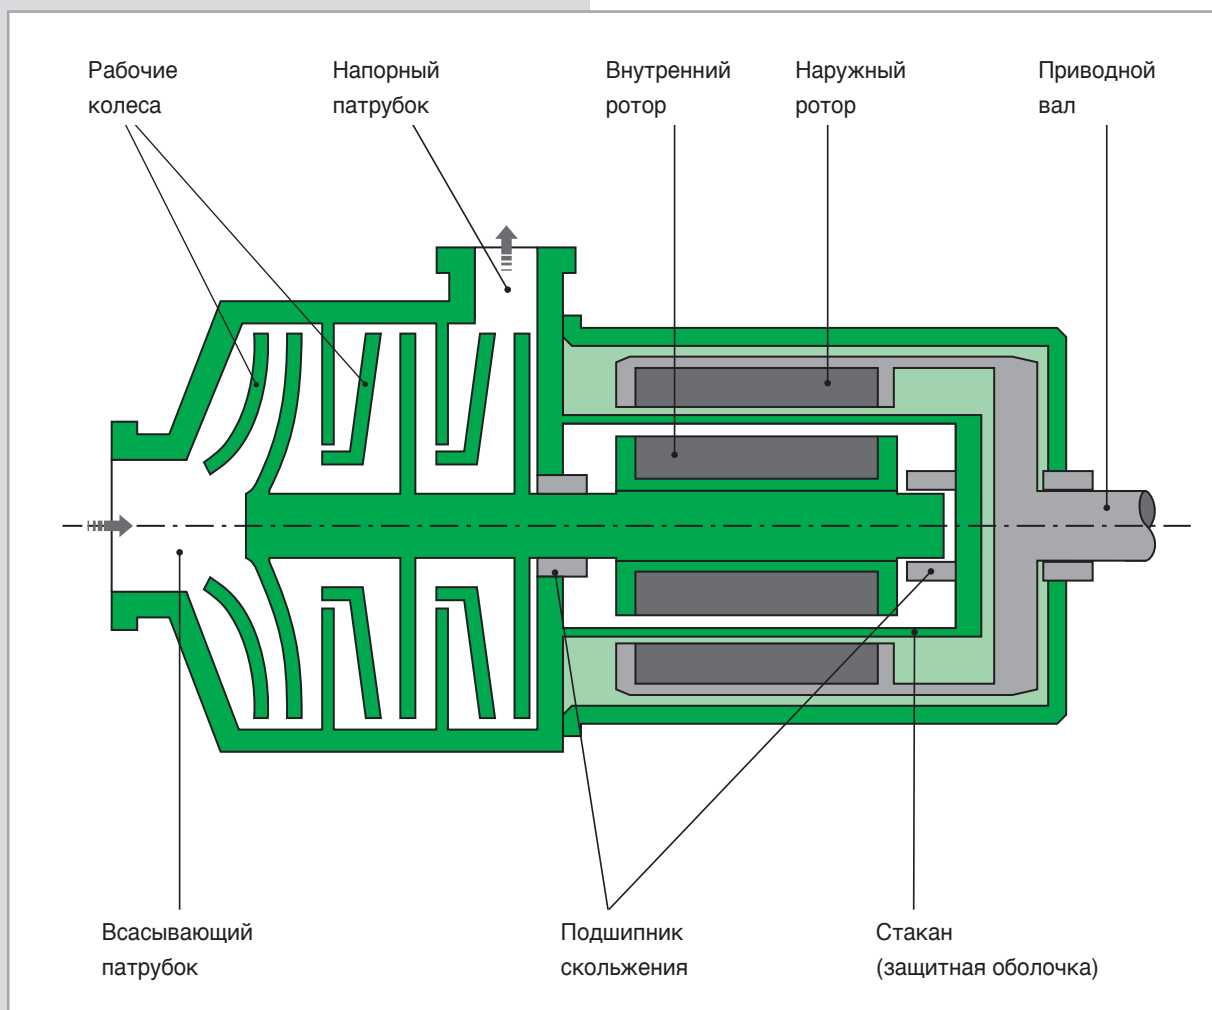 Рабочие
колеса
Напорный
патрубок
Внутренний
ротор
Наружный
ротор
Приводной
вал
Всасывающий
патрубок
Подшипник
скольжения
Стакан
(защитная оболочка)